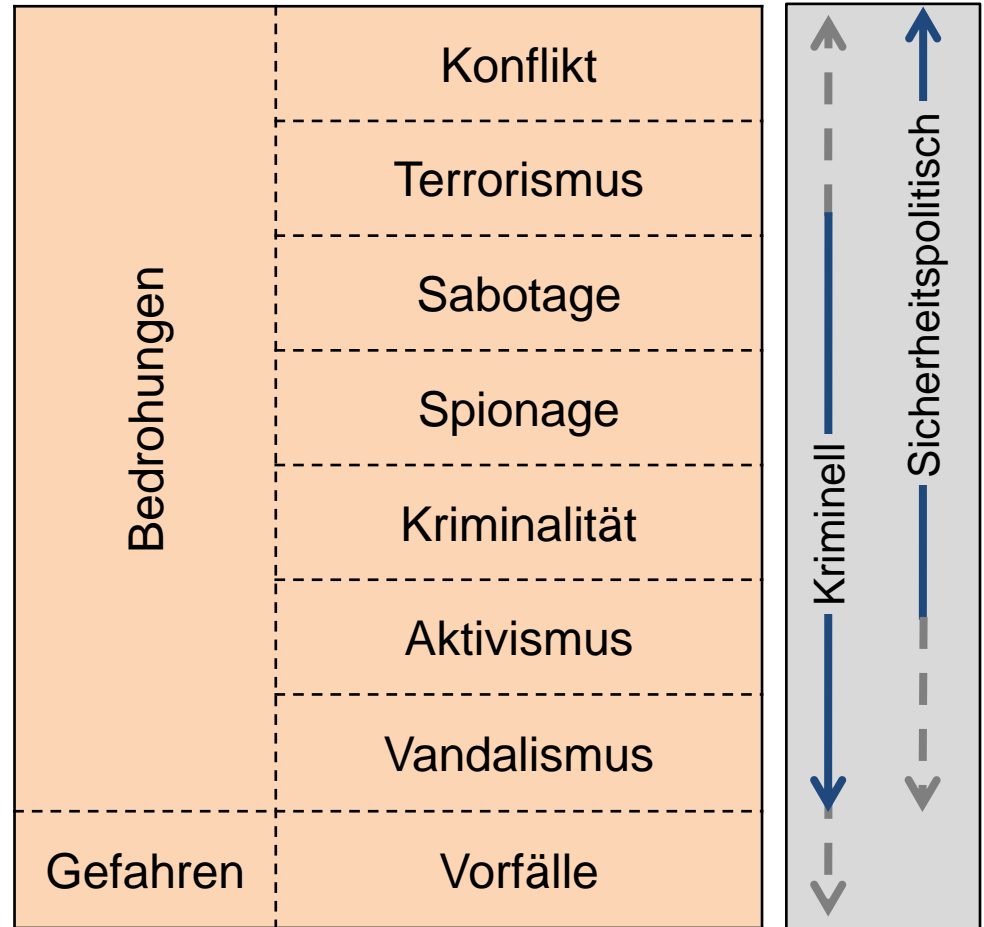 Bedrohungen
Konflikt
Terrorismus
Sabotage
Spionage
Kriminalität
Aktivismus
Vandalismus
Gefahren
Vorfälle
Kriminell
Sicherheitspolitisch